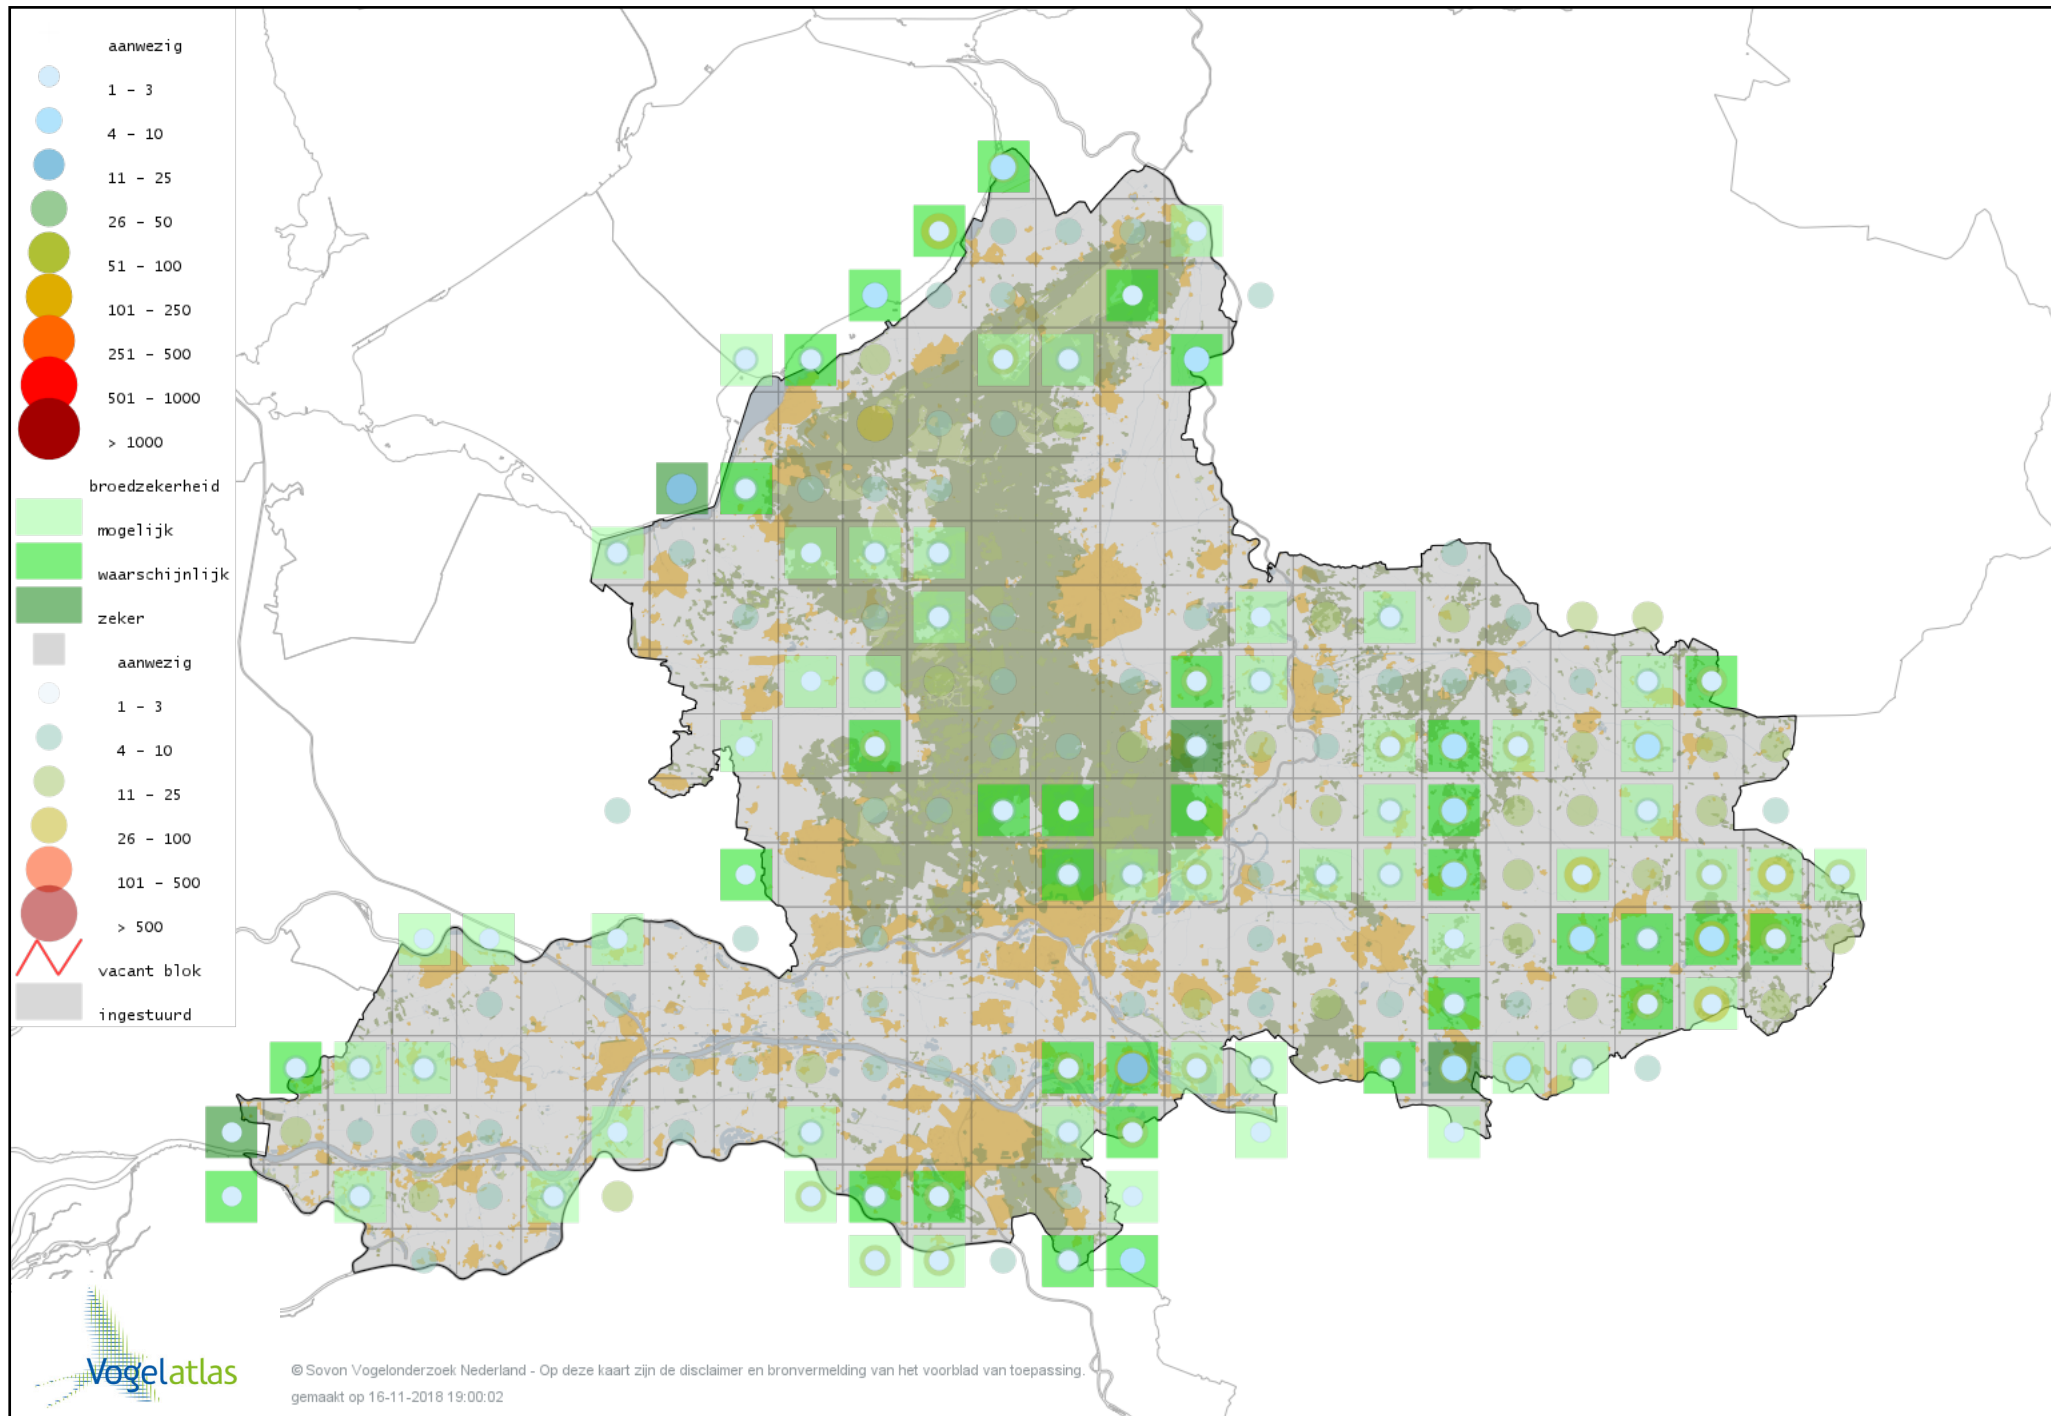 aanwezig
1 - 3
4 - 10
11 - 25
26 - 50
51 - 100
101 - 250
251 - 500
501 - 1000
> 1000
broedzekerheid
mogelijk
waarschijnlijk
zeker
aanwezig
1 - 3
4 - 10
11 - 25
26 - 100
101 - 500
> 500
vacant blok
ingestuurd
Vogelatlas
© Sovon Vogelonderzoek Nederland - Op deze kaart zijn de disclaimer en bronvermelding van het voorblad van toepassing.
gemaakt op 16-11-2018 19:00:02